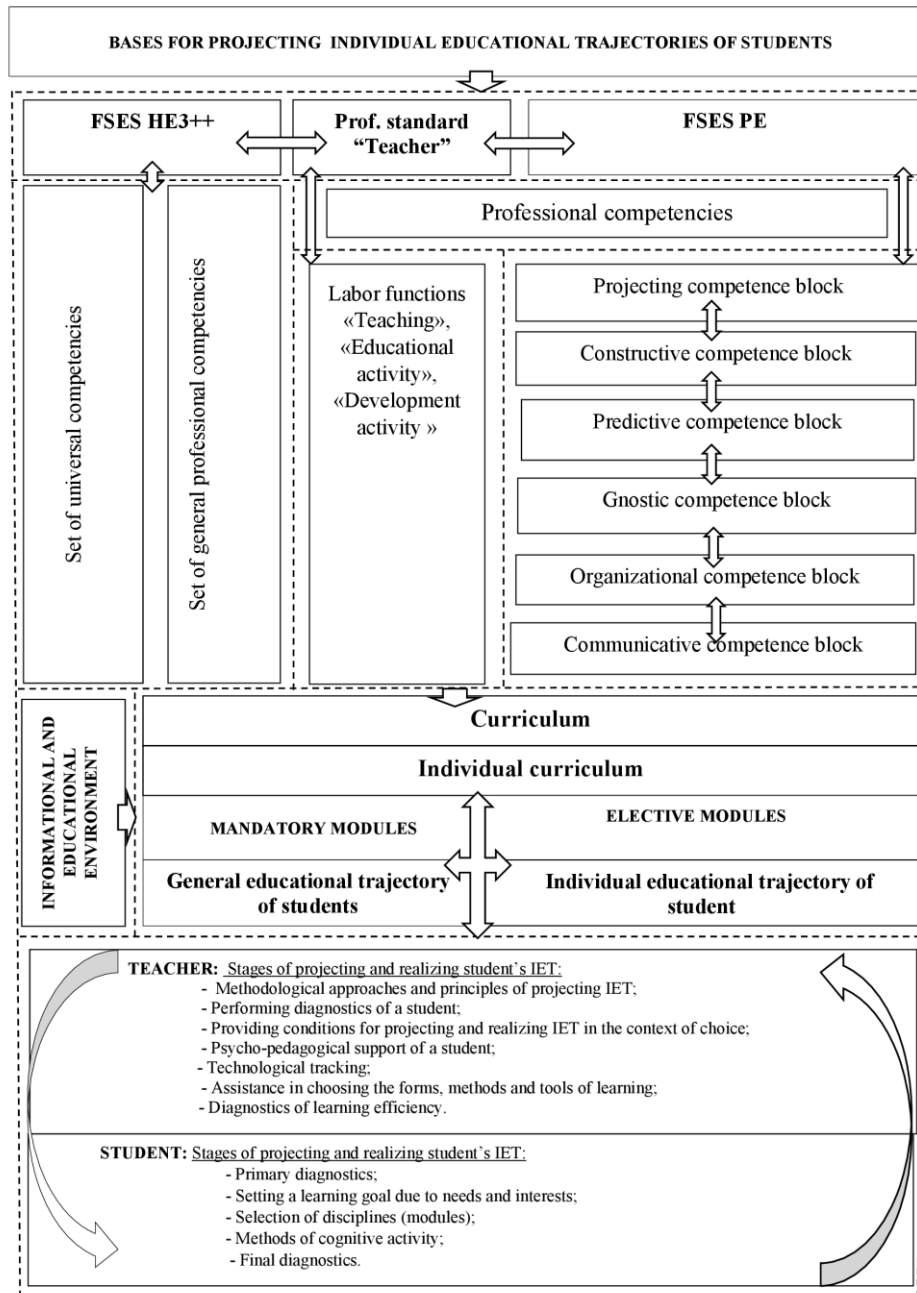 BASES FOR PROJECTING INDIVIDUAL EDUCATIONAL TRAJECTORIES OF STUDENTS
FSES HE3++
Prof. standard
“Teacher”
FSES PE
Set of universal competencies
Set of general professional competencies
Professional competencies
Labor functions
«Teaching»,
«Educational
activity»,
«Development
activity »
Projecting competence block
Constructive competence block
Predictive competence block
Gnostic competence block
Organizational competence block
Communicative competence block
INFORMATIONAL AND
EDUCATIONAL
ENVIRONMENT
Curriculum
Individual curriculum
MANDATORY MODULES
ELECTIVE MODULES
General educational trajectory
of students
Individual educational trajectory of
student
TEACHER: Stages of projecting and realizing student’s IET:
- Methodological approaches and principles of projecting IET;
- Performing diagnostics of a student;
- Providing conditions for projecting and realizing IET in the context of choice;
- Psycho-pedagogical support of a student;
- Technological tracking;
- Assistance in choosing the forms, methods and tools of learning;
- Diagnostics of learning efficiency.
STUDENT: Stages of projecting and realizing student’s IET:
- Primary diagnostics;
- Setting a learning goal due to needs and interests;
- Selection of disciplines (modules);
- Methods of cognitive activity;
- Final diagnostics.